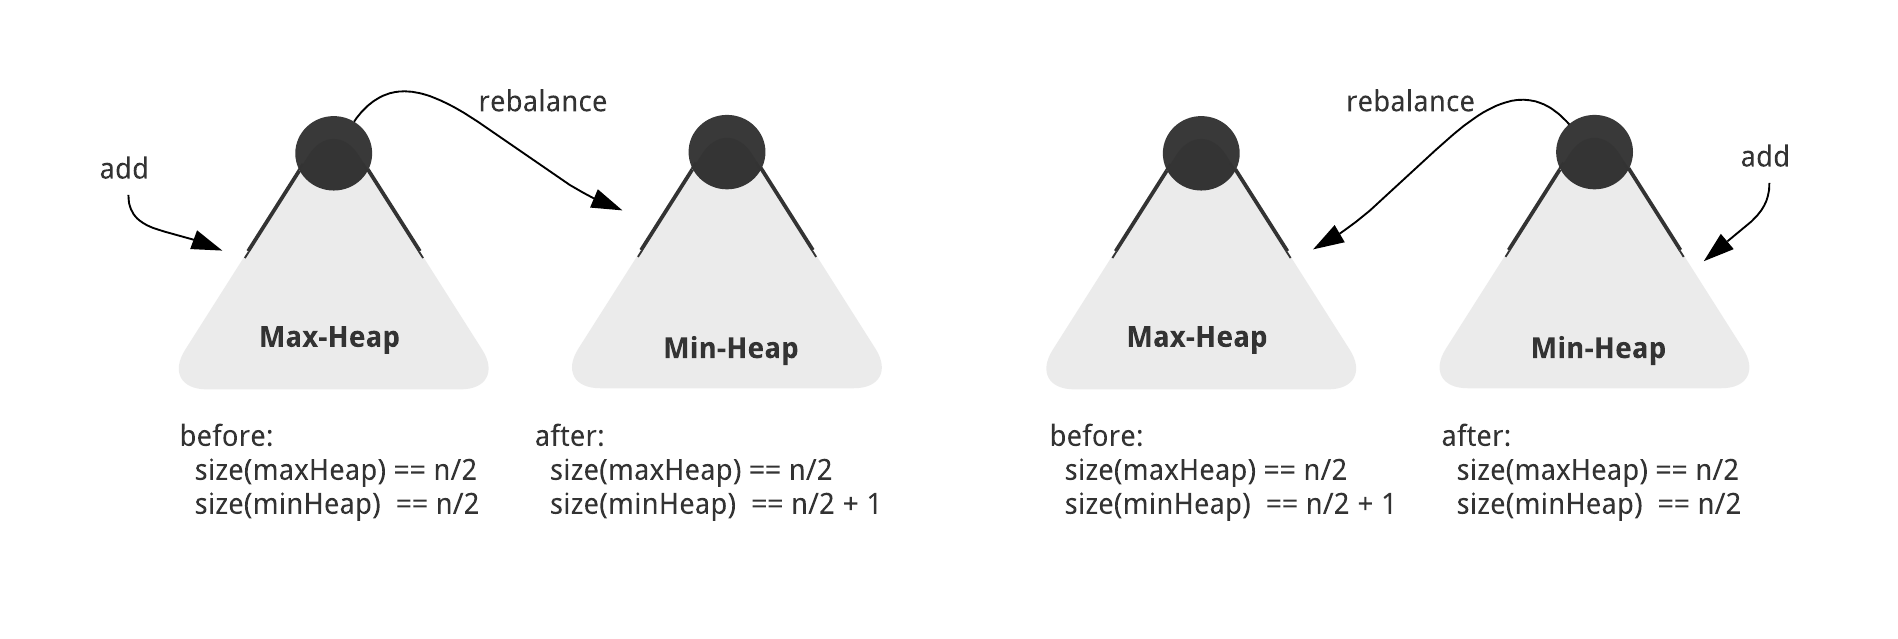 rebalance
add
Max-Heap
Min-Heap
before:
size(maxHeap) == n/2
size(minHeap) == n/2
after:
size(maxHeap) == n/2
size(minHeap) == n/2 + 1
rebalance
add
Max-Heap
Min-Heap
before:
size(maxHeap) == n/2
size(minHeap) == n/2 + 1
after:
size(maxHeap) == n/2
size(minHeap) == n/2